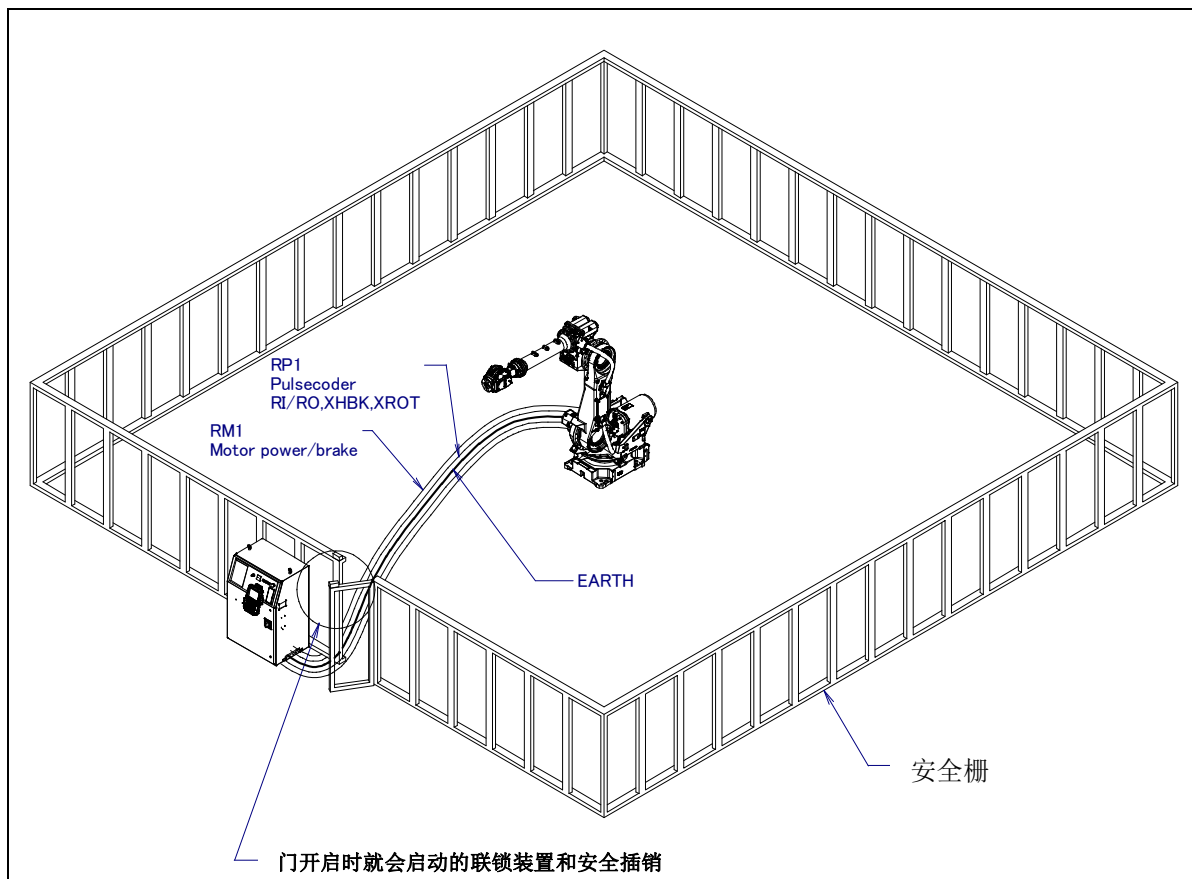 RP1
Pulsecoder
RI/RO,XHBK,XROT
RM1
Motor power/brake
EARTH
安全栅
门开启时就会启动的联锁装置和安全插销